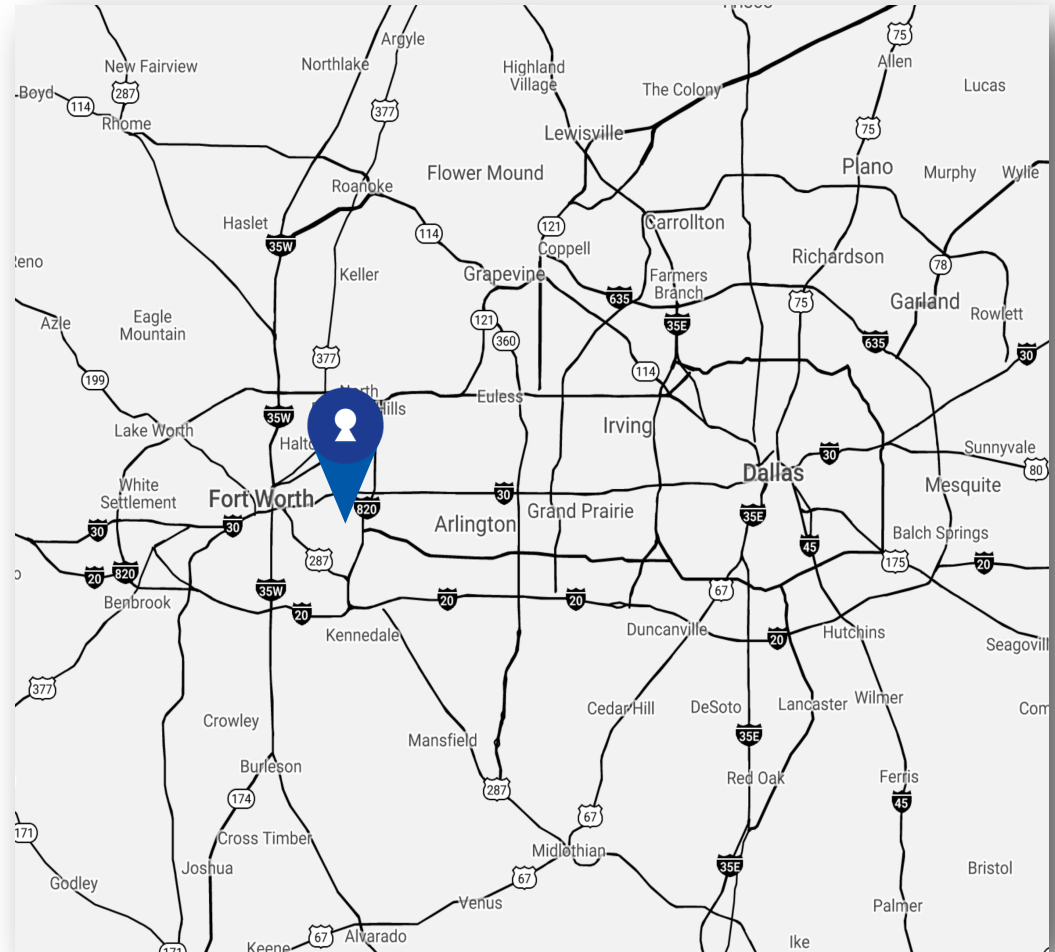 75
Argyle
Allen
New Fairview
Northlake
Highland
Village
Lucas
The Colony
Boyd
287
114
377
Rhome
75
Lewisville
Plano
Flower Mound
Murphy
Wylie
Roanoke
Haslet
121
Carrollton
114
35W
Coppell
Richardson
78
Grapevine
Keller
Farmers
Branch
635
75
Garland
Rowlett
Azle
Eagle
Mountain
121
35E
360
635
30
377
199
114
North
Hills
Euless
35W
Lake Worth
Irving
30
Sunnyvale
80
Dallas
White
Settlement
Fort Worth
30
Mesquite
820
Grand Prairie
35E
Arlington
30
30
45
Balch Springs
287
175
20
20
820
35W
67
Benbrook
20
20
20
Kennedale
Duncanville
20
Hutchins
377
Cedar Hill
DeSoto
Lancaster
Wilmer
Crowley
35E
Mansfield
Burleson
Red Oak
Ferris
174
287
45
67
171
Cross Timber
Midlothian
35E
Joshua
Bristol
Godley
67
Venus
Palmer
67
Alvarado
Ike
Keene
171